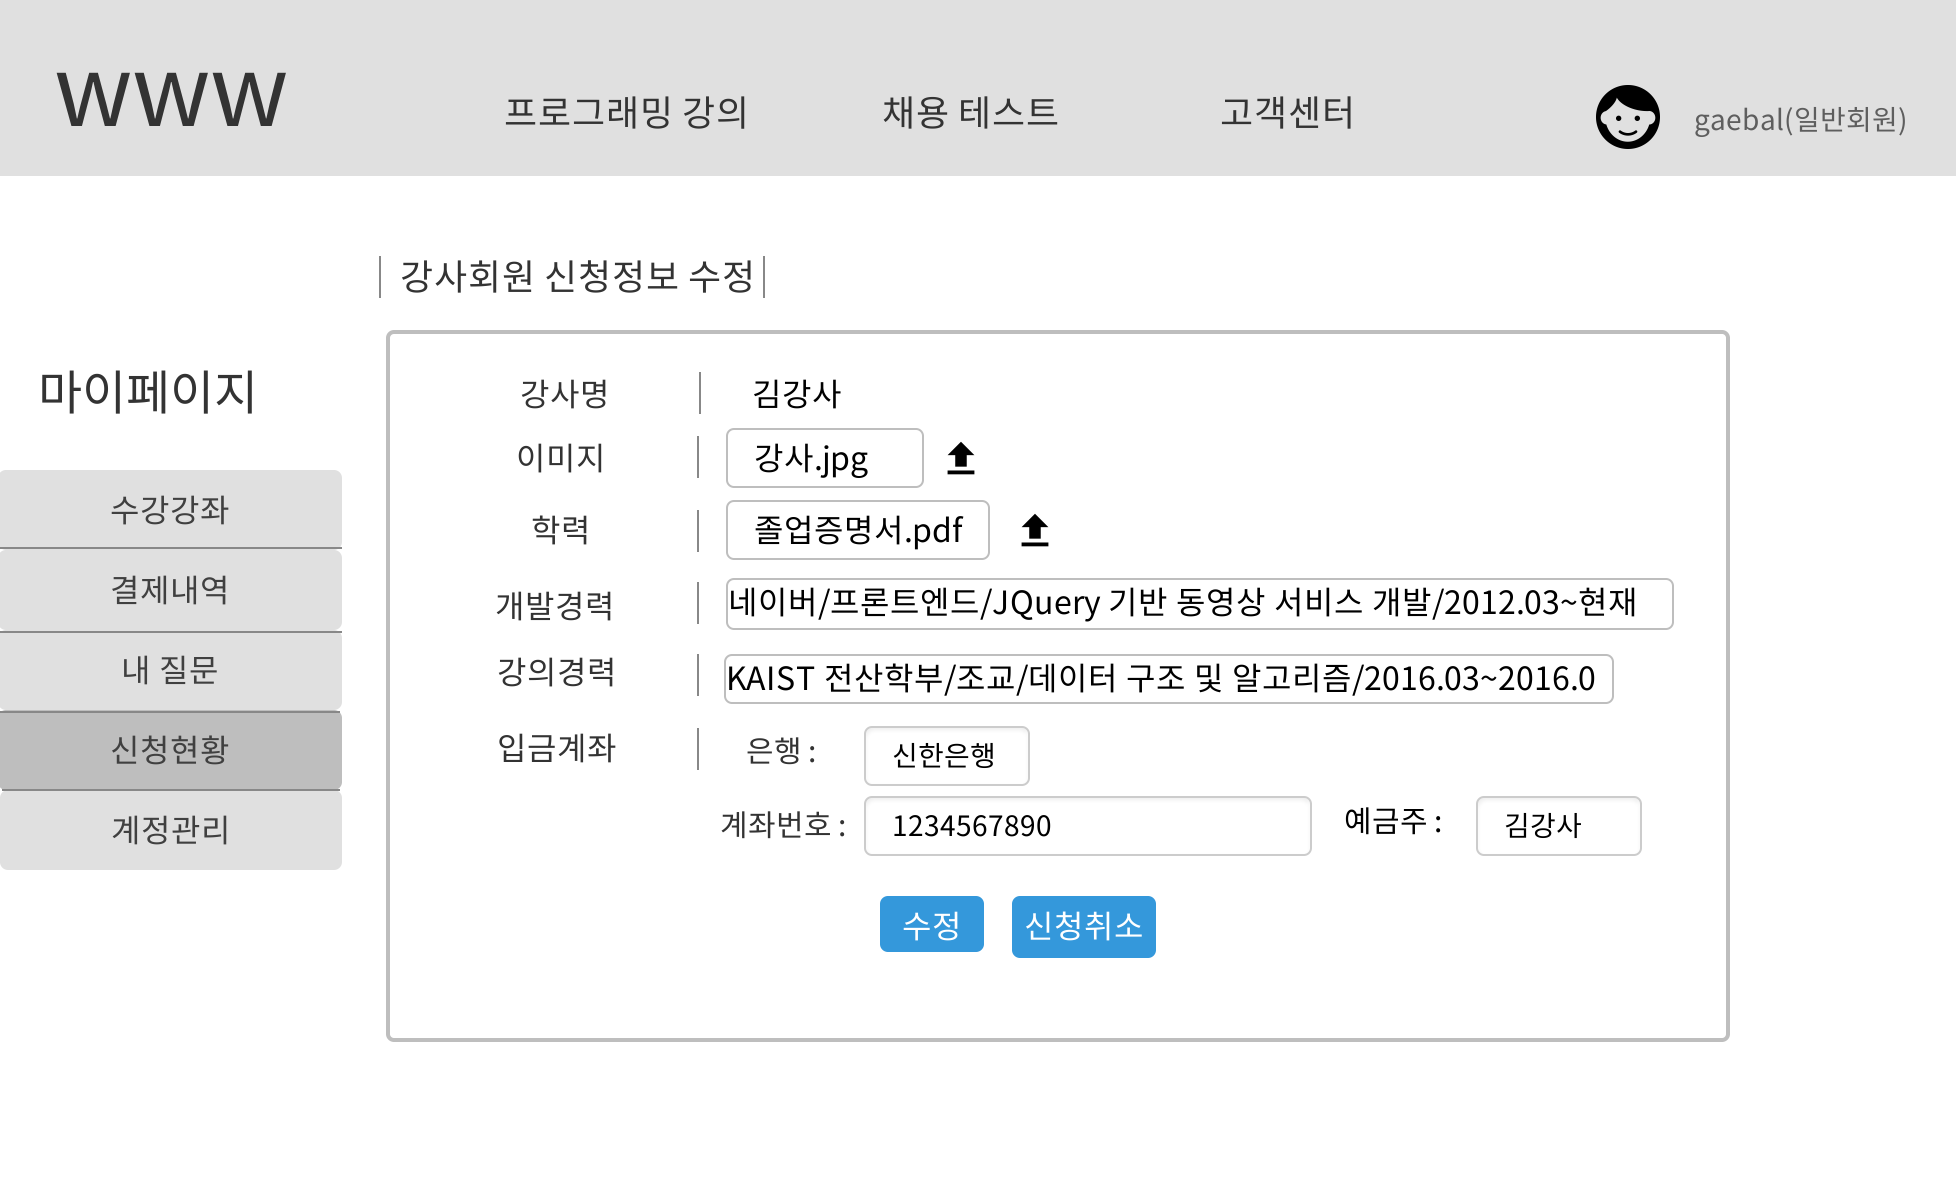 www
프로그래밍 강의 채용 테스트 고객센터 gaebal(일반회원)
강사회원 신청정보 수정
마이페이지
수강강좌
결제내역
내 질문
신청현황
계정관리
강사명 김강사
이미지 강사.jpg
학력 졸업증명서.pdf
개발경력 네이버/프론트엔드/JQuery 기반 동영상 서비스 개발/2012.03~현재
강의경력 KAIST 전산학부/조교/데이터 구조 및 알고리즘/2016.03~2016.0
입금계좌 은행 : 신한은행
계좌번호 : 1234567890 예금주 : 김강사
수정 신청취소